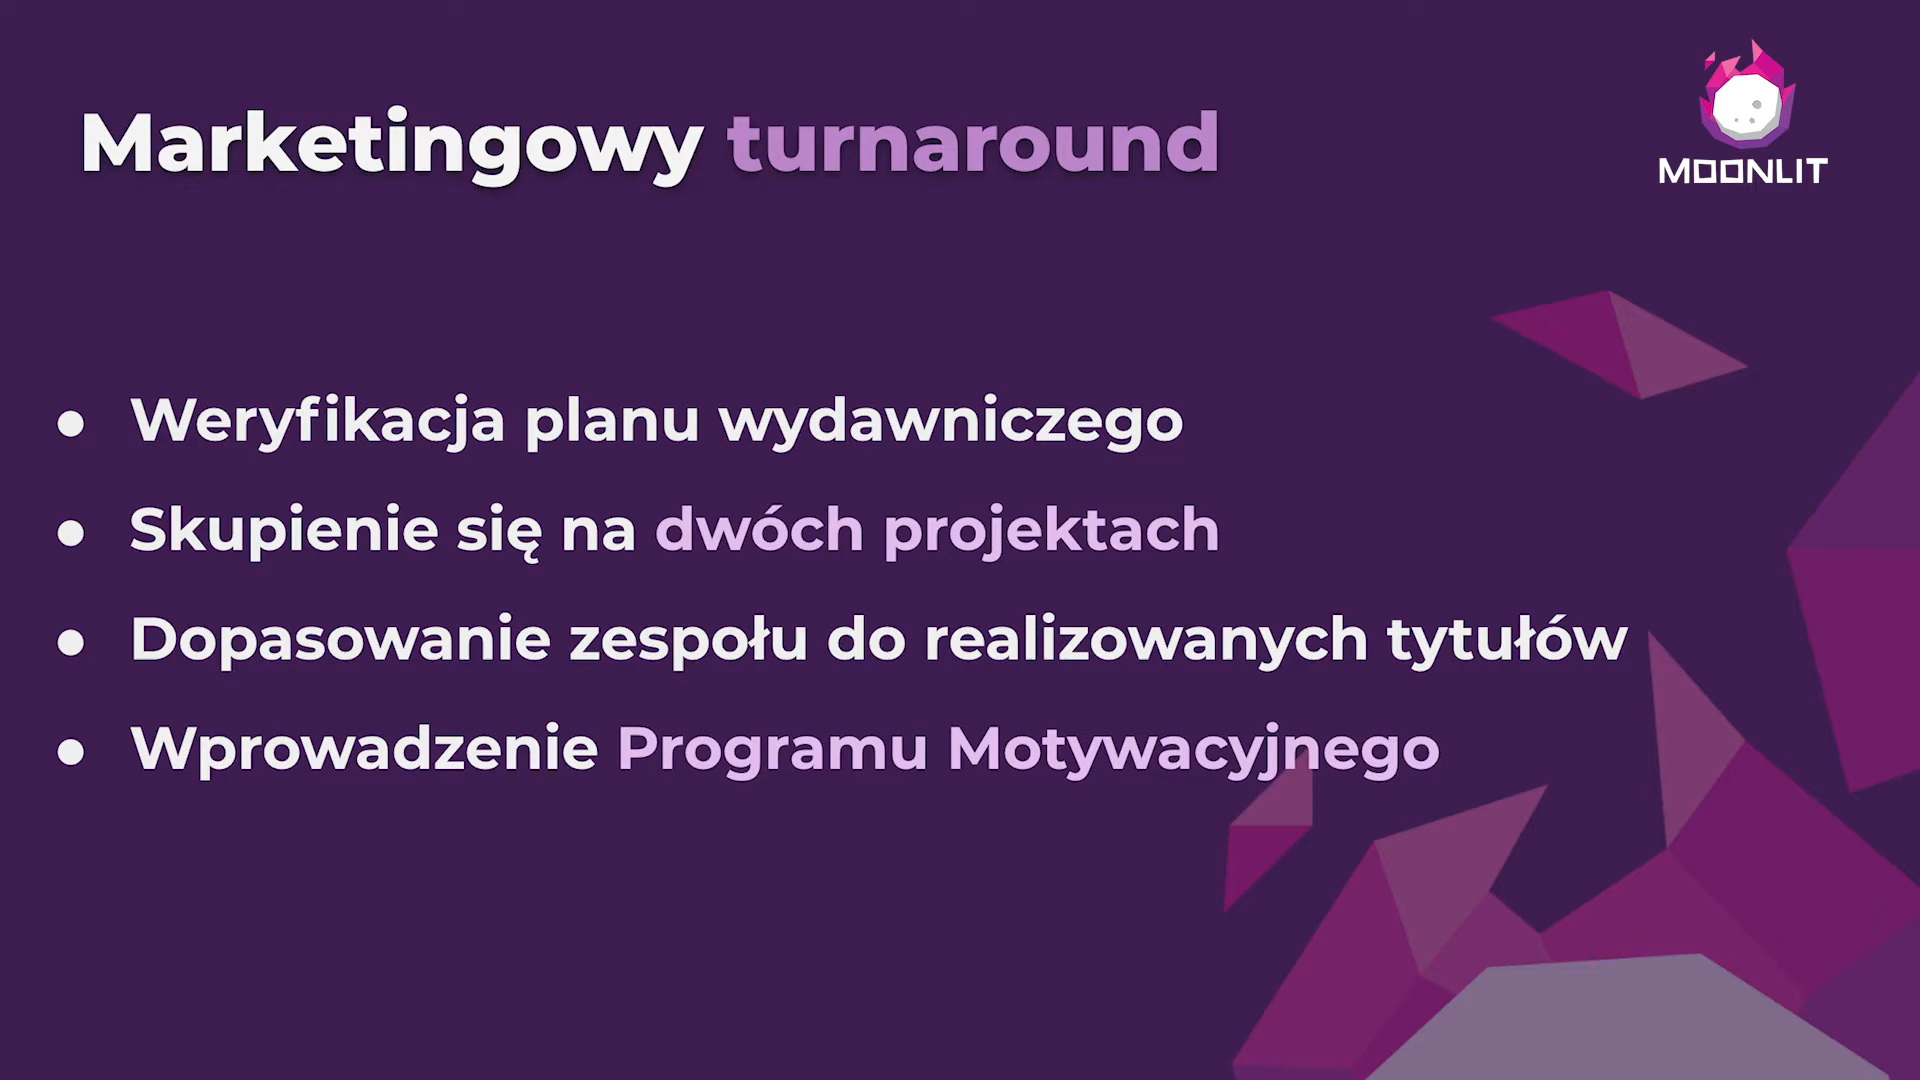 Marketingowy turnaround
MOONLIT
● Weryfikacja planu wydawniczego
● Skupienie się na dwóch projektach
● Dopasowanie zespołu do realizowanych tytułów
● Wprowadzenie Programu Motywacyjnego